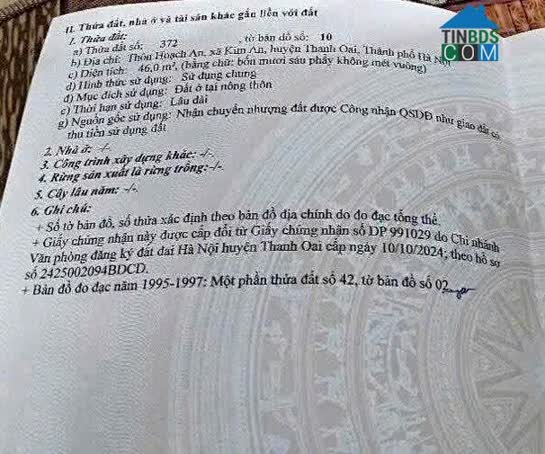 TINBDS
COM
II. Thửa đất, nhà ở và tài sản khác gắn liền với đất
1. Thửa đất:
a) Thửa đất số: 372 , tờ bản đồ số: 10
b) Địa chỉ: Thôn Hoạch An, xã Kim An, huyện Thanh Oai, Thành phố Hà Nội
c) Diện tích: 46,0 m², (bằng chữ: bốn mươi sáu phẩy không mét vuông)
d) Hình thức sử dụng: Sử dụng chung
đ) Mục đích sử dụng: Đất ở tại nông thôn
e) Thời hạn sử dụng: Lâu dài
g) Nguồn gốc sử dụng: Nhận chuyển nhượng đất được Công nhận QSDĐ như giao đất có
thu tiền sử dụng đất
2. Nhà ở: -/-
3. Công trình xây dựng khác: -/-.
4. Rừng sản xuất là rừng trồng:-/-.
5. Cây lâu năm: -/-.
6. Ghi chú:
+ Số tờ bản đồ, số thửa xác định theo bản đồ địa chính do đo đạc tổng thể.
+ Giấy chứng nhận này được cấp đổi từ Giấy chứng nhận số DP 991029 do Chi nhánh
Văn phòng đăng ký đất đai Hà Nội huyện Thanh Oai cấp ngày 10/10/2024; theo hồ sơ
số 2425002094BDCD.
+ Bản đồ đo đạc năm 1995-1997: Một phần thửa đất số 42, tờ bản đồ số 02